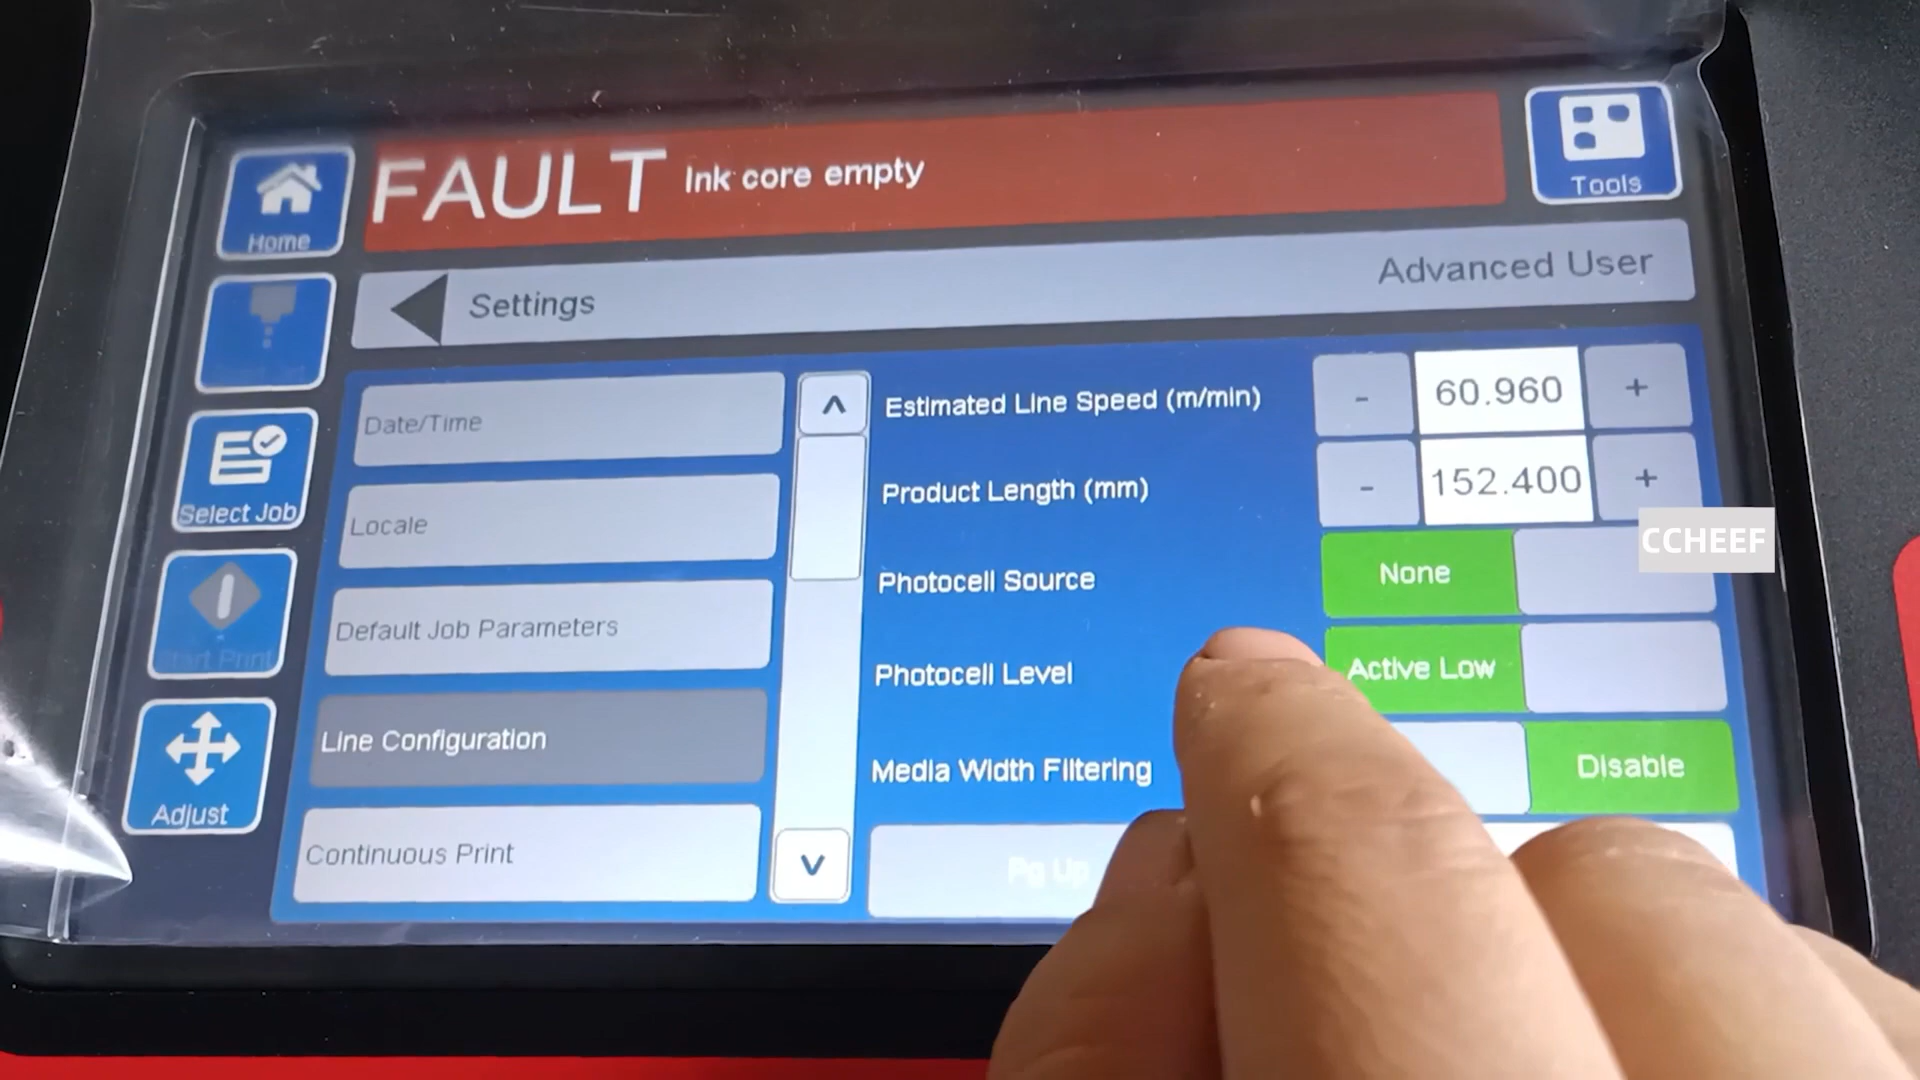 FAULT Ink core empty
Tools
Home
Settings
Advanced User
Date/Time
Locale
Default Job Parameters
Line Configuration
Continuous Print
Select Job
Start Print
Adjust
Estimated Line Speed (m/min)
- 60.960 +
Product Length (mm)
- 152.400 +
Photocell Source
None
Photocell Level
Active Low
Media Width Filtering
Disable
Pg Up
CCHEEF